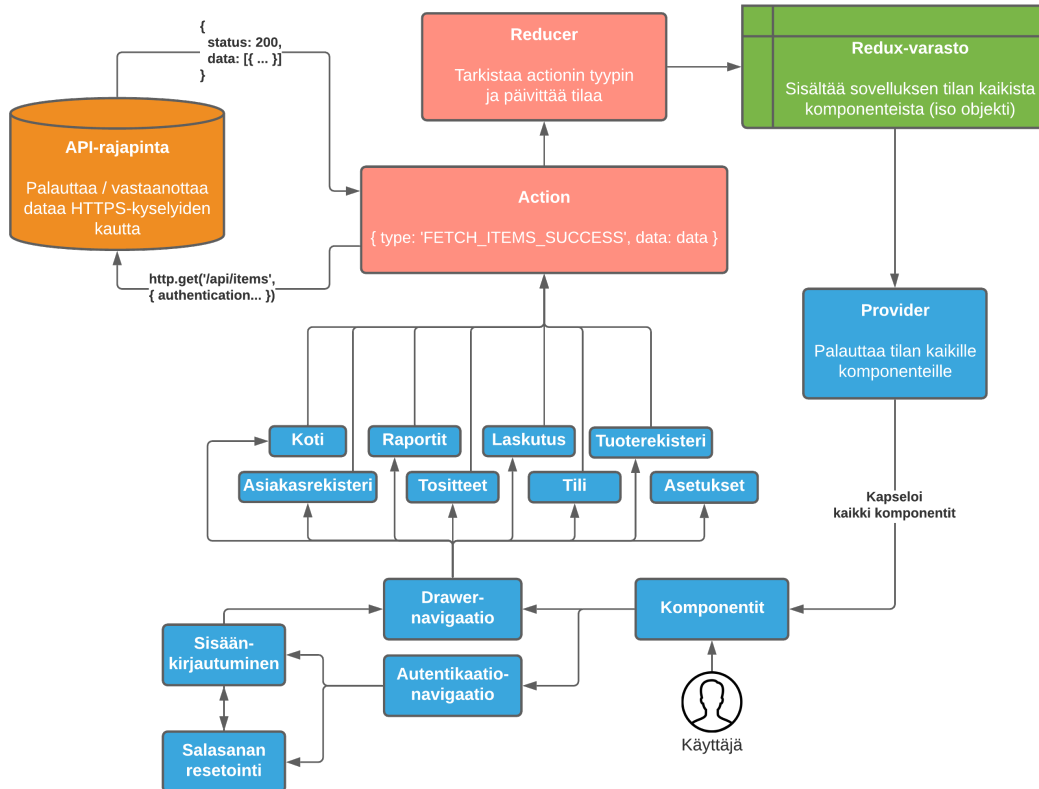 {
status: 200,
data: [{ ... }]
}
Reducer
Tarkistaa actionin tyypin
ja päivittää tilaa
Redux-varasto
Sisältää sovelluksen tilan kaikista
komponenteista (iso objekti)
API-rajapinta
Palauttaa / vastaanottaa
dataa HTTPS-kyselyiden
kautta
Action
{ type: 'FETCH_ITEMS_SUCCESS', data: data }
http.get('/api/items',
{ authentication... })
Provider
Palauttaa tilan kaikille
komponenteille
Koti
Raportit
Laskutus
Tuoterekisteri
Asiakasrekisteri
Tositteet
Tili
Asetukset
Kapseloi
kaikki komponentit
Drawer-
navigaatio
Komponentit
Sisään-
kirjautuminen
Autentikaatio-
navigaatio
Salasanan
resetointi
Käyttäjä